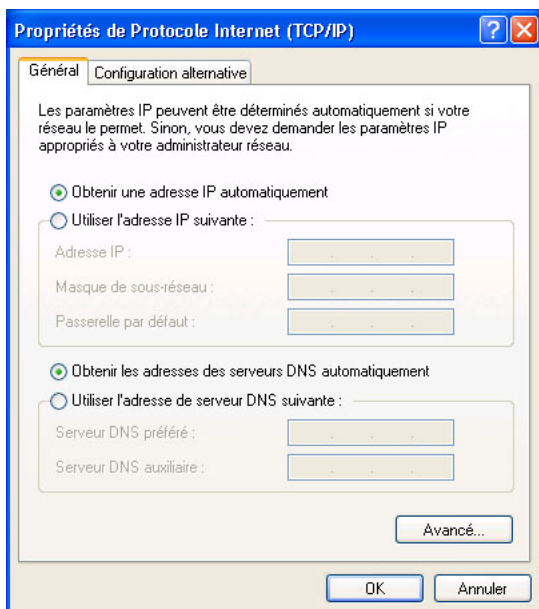 Propriétés de Protocole Internet (TCP/IP)
Général
Configuration alternative
Les paramètres IP peuvent être déterminés automatiquement si votre
réseau le permet. Sinon, vous devez demander les paramètres IP
appropriés à votre administrateur réseau.
Obtenir une adresse IP automatiquement
Utiliser l'adresse IP suivante :
Adresse IP :
Masque de sous-réseau :
Passerelle par défaut :
Obtenir les adresses des serveurs DNS automatiquement
Utiliser l'adresse de serveur DNS suivante :
Serveur DNS préféré :
Serveur DNS auxiliaire :
Avancé...
OK
Annuler